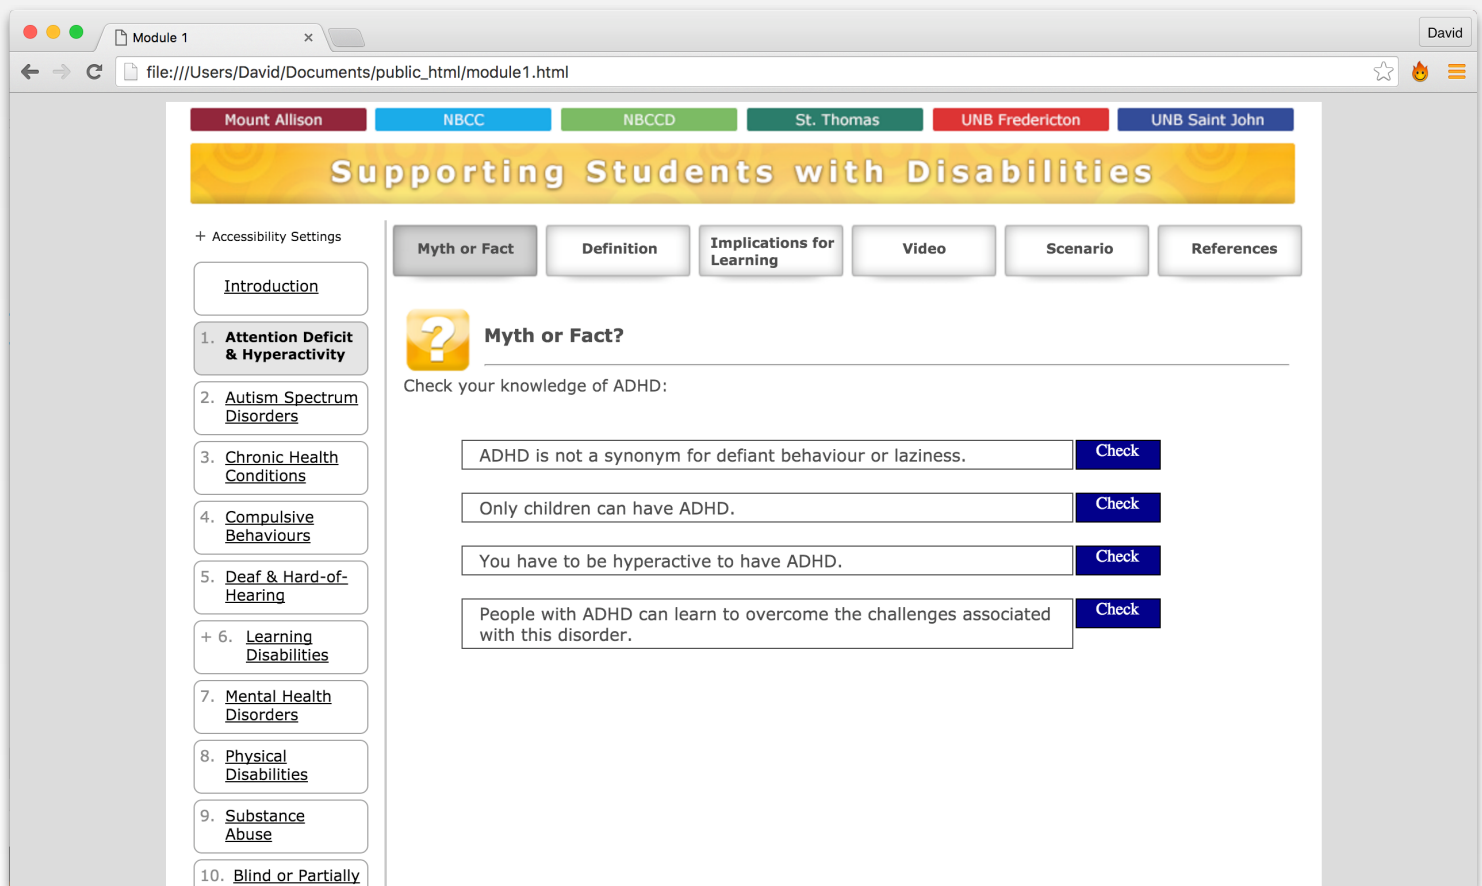 Module 1
David
file:///Users/David/Documents/public_html/module1.html
Mount Allison
NBCC
NBCCD
St. Thomas
UNB Fredericton
UNB Saint John
Supporting Students with Disabilities
+ Accessibility Settings
Introduction
1. Attention Deficit
& Hyperactivity
2. Autism Spectrum
Disorders
3. Chronic Health
Conditions
4. Compulsive
Behaviours
5. Deaf & Hard-of-
Hearing
+ 6. Learning
Disabilities
7. Mental Health
Disorders
8. Physical
Disabilities
9. Substance
Abuse
10. Blind or Partially
Myth or Fact
Definition
Implications for
Learning
Video
Scenario
References
?
Myth or Fact?
Check your knowledge of ADHD:
ADHD is not a synonym for defiant behaviour or laziness.
Check
Only children can have ADHD.
Check
You have to be hyperactive to have ADHD.
Check
People with ADHD can learn to overcome the challenges associated
with this disorder.
Check